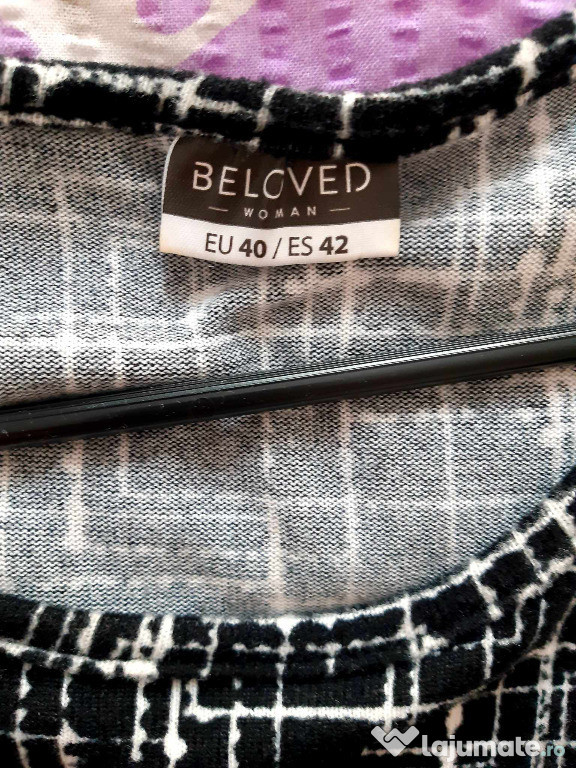 BELOVED
— WOMAN —
EU 40 / ES 42
lajumate.ro